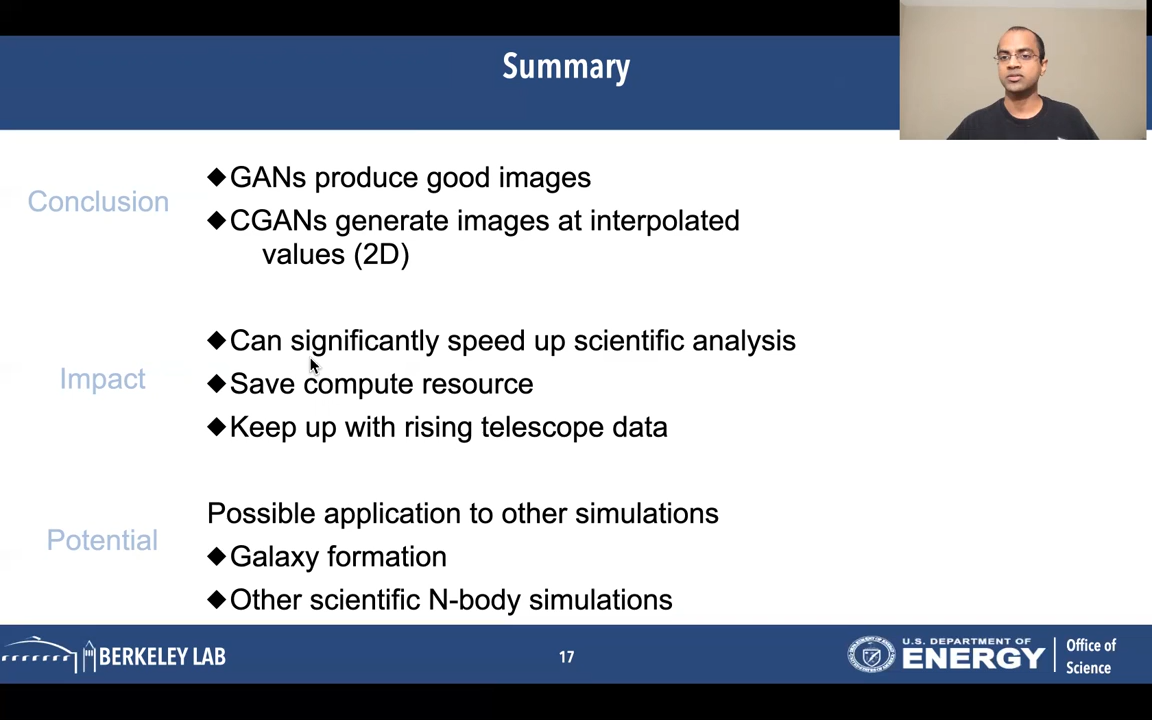 Summary
Conclusion
◆GANs produce good images
◆CGANs generate images at interpolated
values (2D)
Impact
◆Can significantly speed up scientific analysis
◆Save compute resource
◆Keep up with rising telescope data
Potential
Possible application to other simulations
◆Galaxy formation
◆Other scientific N-body simulations
BERKELEY LAB
17
U.S. DEPARTMENT OF
ENERGY
Office of
Science